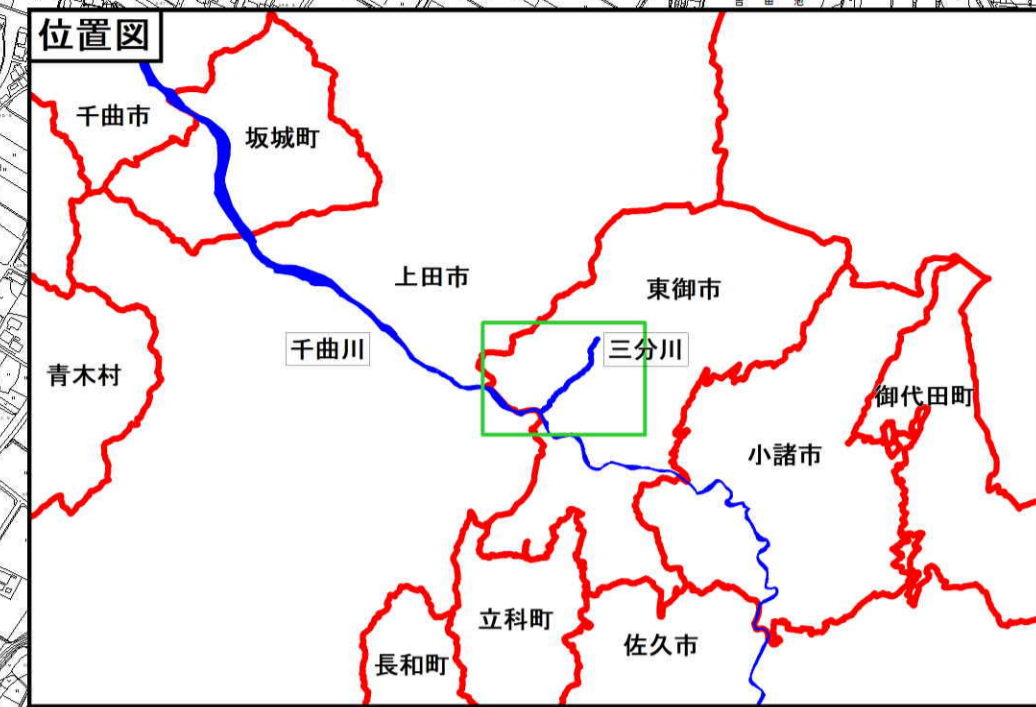 位置図
千曲市
坂城町
上田市
東御市
千曲川
三分川
青木村
御代田町
小諸市
立科町
佐久市
長和町